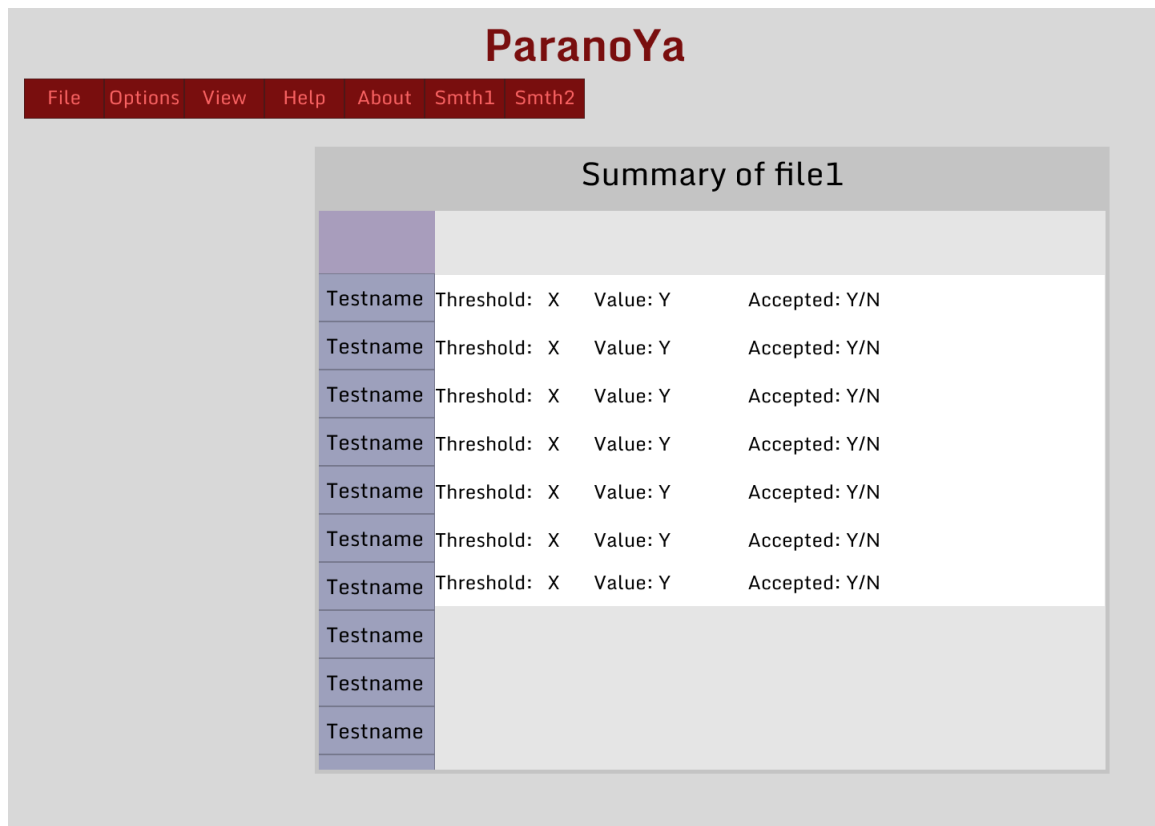 ParanoYa
File Options View Help About Smth1 Smth2
Summary of file1
Testname Threshold: X Value: Y Accepted: Y/N
Testname Threshold: X Value: Y Accepted: Y/N
Testname Threshold: X Value: Y Accepted: Y/N
Testname Threshold: X Value: Y Accepted: Y/N
Testname Threshold: X Value: Y Accepted: Y/N
Testname Threshold: X Value: Y Accepted: Y/N
Testname Threshold: X Value: Y Accepted: Y/N
Testname
Testname
Testname